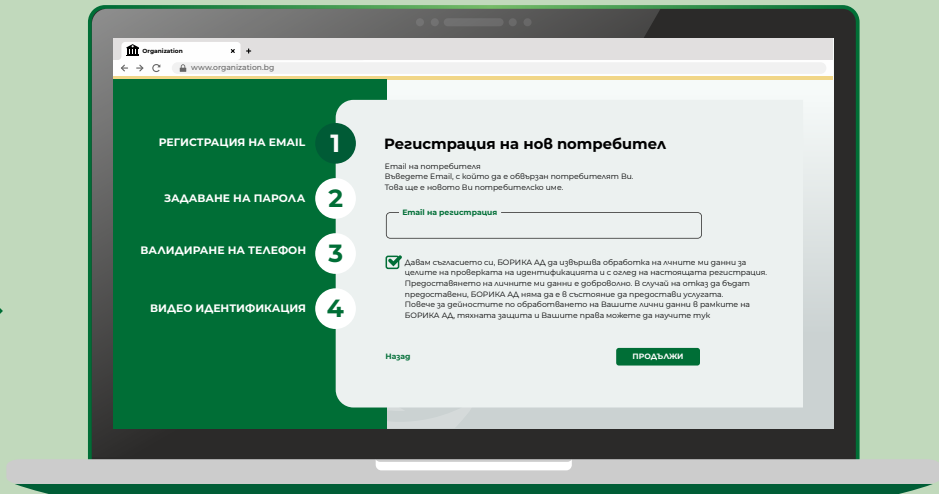 Organization
www.organization.bg
РЕГИСТРАЦИЯ НА EMAIL
1
ЗАДАВАНЕ НА ПАРОЛА
2
ВАЛИДИРАНЕ НА ТЕЛЕФОН
3
ВИДЕО ИДЕНТИФИКАЦИЯ
4
Регистрация на нов потребител
Email на потребителя
Въведете Email, с който да е обвързан потребителят Ви.
Това ще е новото Ви потребителско име.
Email на регистрация
Давам съгласието си, БОРИКА АД да извършва обработка на лчните ми данни за
целите на проверката на идентификацията и с оглед на настоящата регистрация.
Предоставянето на личните ми данни е доброволно. В случай на отказ да бъдат
предоставени, БОРИКА АД няма да е в състояние да предостави услугата.
Повече за дейностите по обработването на Вашите лични данни в рамките на
БОРИКА АД, тяхната защита и Вашите права можете да научите тук
Назад
ПРОДЪЛЖИ